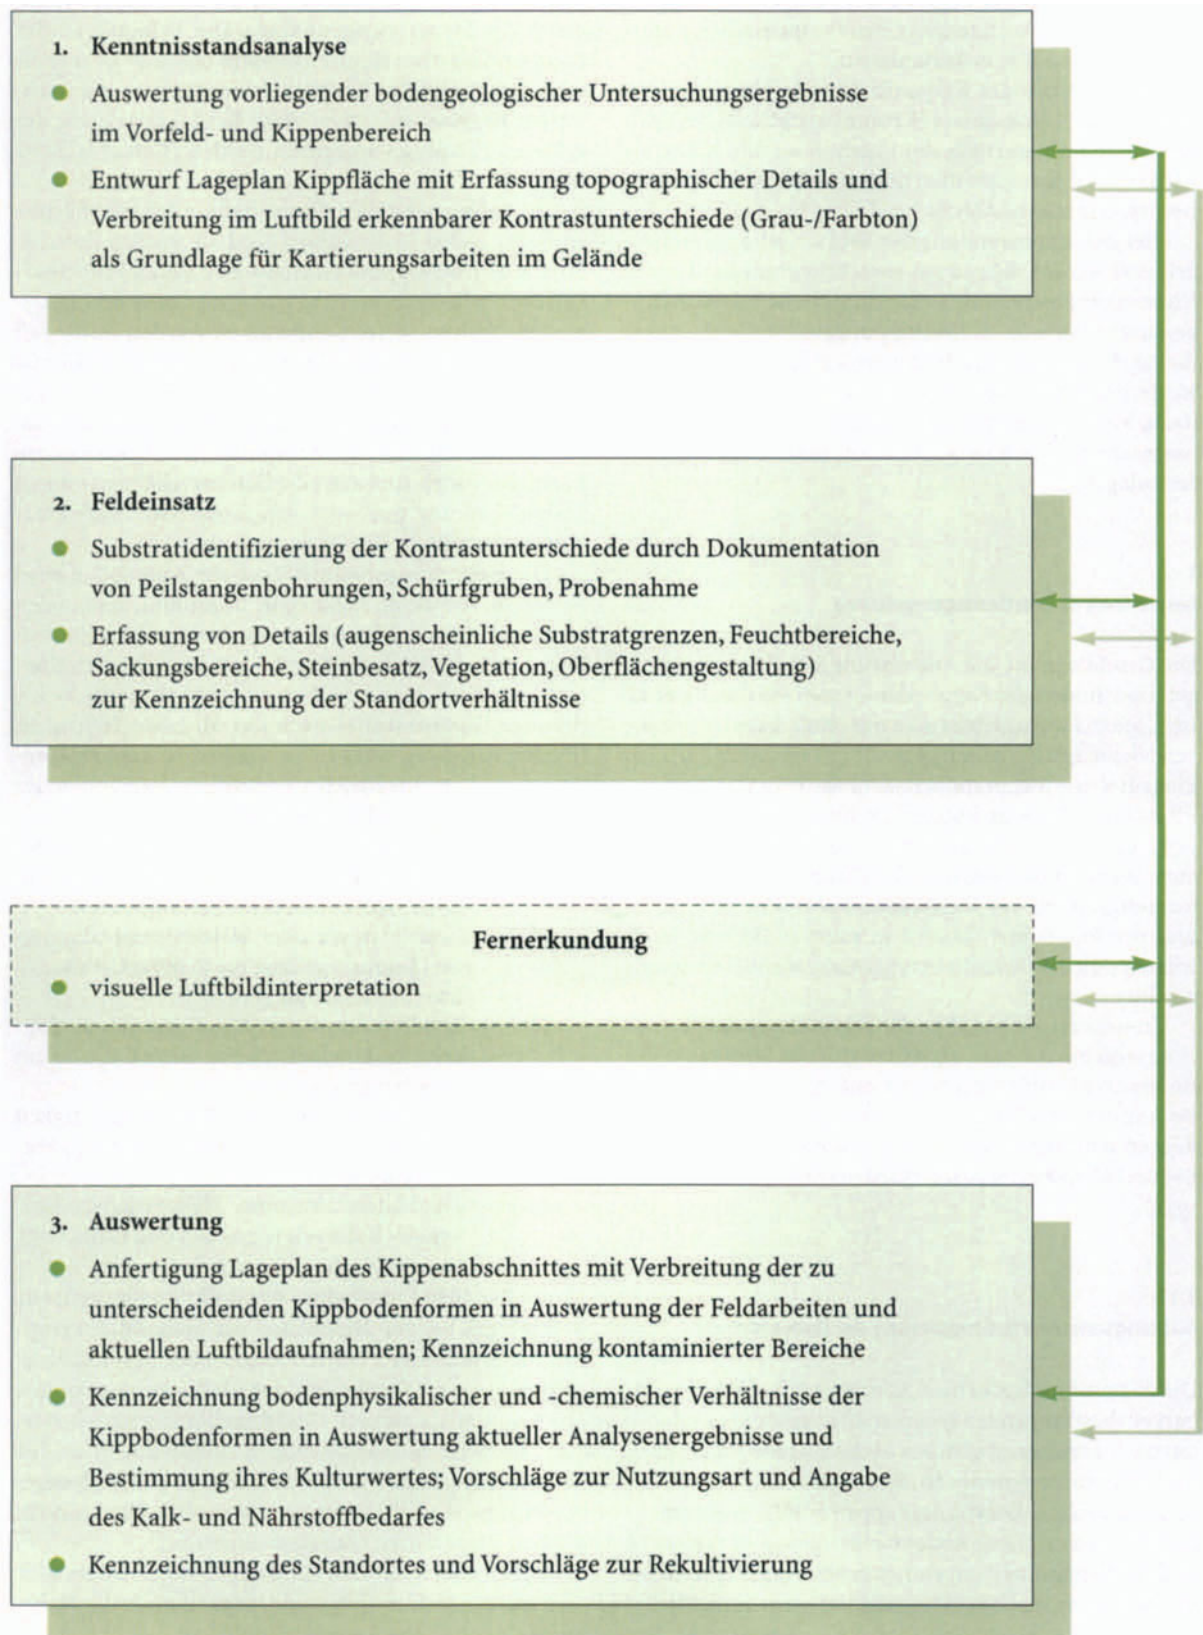 1. Kenntnisstandsanalyse
● Auswertung vorliegender bodengeologischer Untersuchungsergebnisse
im Vorfeld- und Kippenbereich
● Entwurf Lageplan Kippfläche mit Erfassung topographischer Details und
Verbreitung im Luftbild erkennbarer Kontrastunterschiede (Grau-/Farbton)
als Grundlage für Kartierungsarbeiten im Gelände
2. Feldeinsatz
● Substratidentifizierung der Kontrastunterschiede durch Dokumentation
von Peilstangenbohrungen, Schürfgruben, Probenahme
● Erfassung von Details (augenscheinliche Substratgrenzen, Feuchtbereiche,
Sackungsbereiche, Steinbesatz, Vegetation, Oberflächengestaltung)
zur Kennzeichnung der Standortverhältnisse
Fernerkundung
● visuelle Luftbildinterpretation
3. Auswertung
● Anfertigung Lageplan des Kippenabschnittes mit Verbreitung der zu
unterscheidenden Kippbodenformen in Auswertung der Feldarbeiten und
aktuellen Luftbildaufnahmen; Kennzeichnung kontaminierter Bereiche
● Kennzeichnung bodenphysikalischer und -chemischer Verhältnisse der
Kippbodenformen in Auswertung aktueller Analysenergebnisse und
Bestimmung ihres Kulturwertes; Vorschläge zur Nutzungsart und Angabe
des Kalk- und Nährstoffbedarfes
● Kennzeichnung des Standortes und Vorschläge zur Rekultivierung